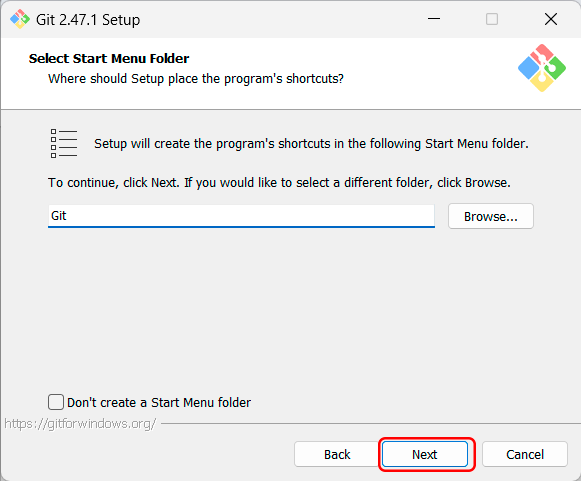 Git 2.47.1 Setup
Select Start Menu Folder
Where should Setup place the program's shortcuts?
Setup will create the program's shortcuts in the following Start Menu folder.
To continue, click Next. If you would like to select a different folder, click Browse.
Git
Browse...
Don't create a Start Menu folder
https://gitforwindows.org/
Back
Next
Cancel